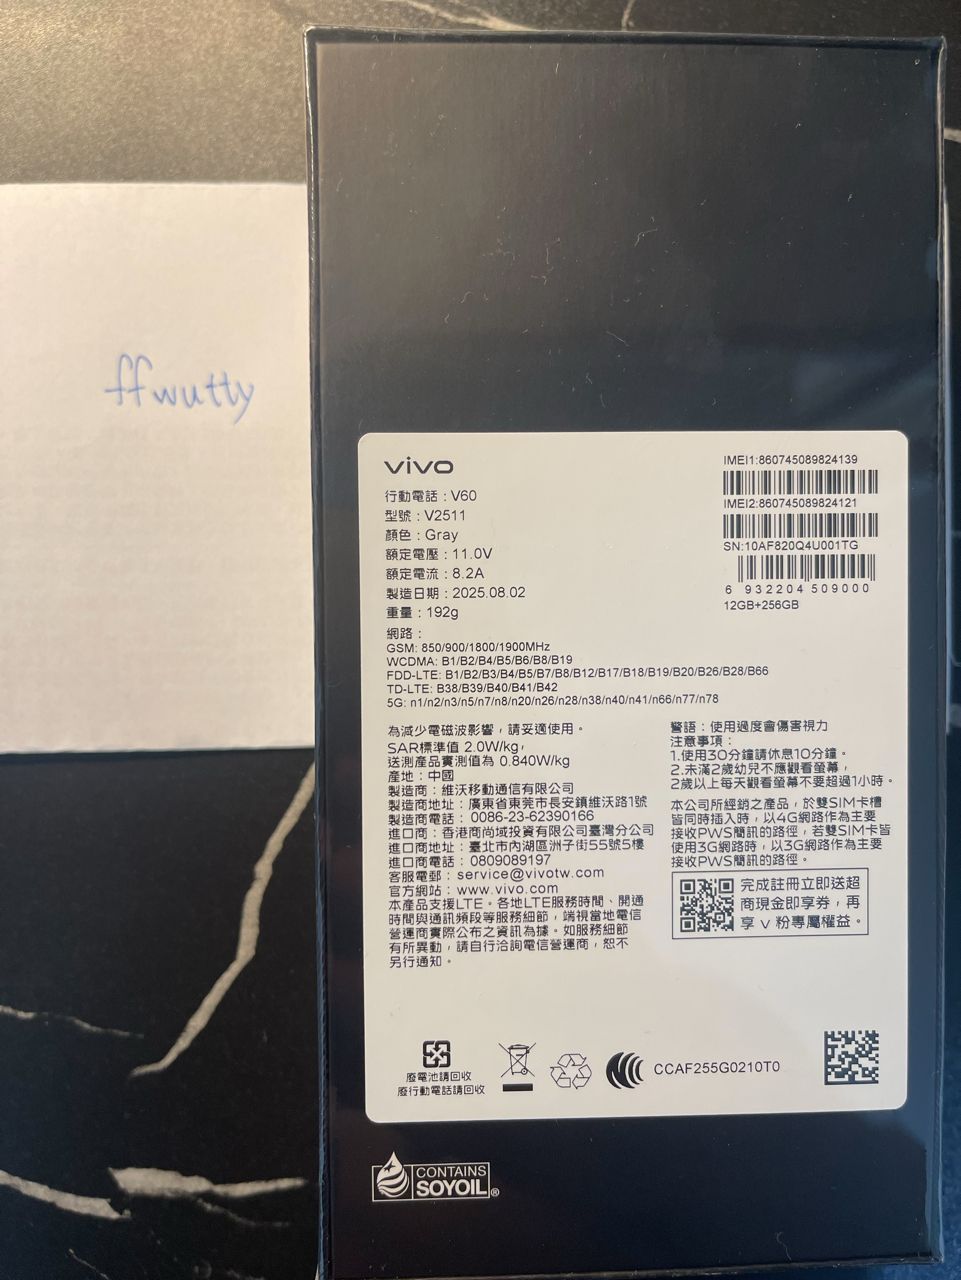 ffwutty
vivo
行動電話：V60
型號：V2511
顏色：Gray
額定電壓：11.0V
額定電流：8.2A
製造日期：2025.08.02
重量：192g
網路：
GSM: 850/900/1800/1900MHz
WCDMA: B1/B2/B4/B5/B6/B8/B19
FDD-LTE: B1/B2/B3/B4/B5/B7/B8/B12/B17/B18/B19/B20/B26/B28/B66
TD-LTE: B38/B39/B40/B41/B42
5G: n1/n2/n3/n5/n7/n8/n20/n26/n28/n38/n40/n41/n66/n77/n78
IMEI1:860745089824139
IMEI2:860745089824121
SN:10AF820Q4U001TG
6 932204 509000
12GB+256GB
為減少電磁波影響，請妥適使用。
SAR標準值 2.0W/kg,
送測產品實測值為 0.840W/kg
產地：中國
製造商：維沃移動通信有限公司
製造商地址：廣東省東莞市長安鎮維沃路1號
製造商電話：0086-23-62390166
進口商：香港商尚域投資有限公司臺灣分公司
進口商地址：臺北市內湖區洲子街55號5樓
進口商電話：0809089197
客服電郵：service@vivotw.com
官方網站：www.vivo.com
本產品支援LTE。各地LTE服務時間、開通
時間與通訊頻段等服務細節，端視當地電信
營運商實際公布之資訊為據。如服務細節
有所異動，請自行洽詢電信營運商，恕不
另行通知。
警語：使用過度會傷害視力
注意事項：
1.使用30分鐘請休息10分鐘。
2.未滿2歲幼兒不應觀看螢幕，
2歲以上每天觀看螢幕不要超過1小時。
本公司所經銷之產品，於雙SIM卡槽
皆同時插入時，以4G網路作為主要
接收PWS簡訊的路徑，若雙SIM卡皆
使用3G網路時，以3G網路作為主要
接收PWS簡訊的路徑。
完成註冊立即送超
商現金即享券，再
享 v 粉專屬權益。
廢電池請回收
廢行動電話請回收
CCAF255G0210T0
CONTAINS
SOYOIL®